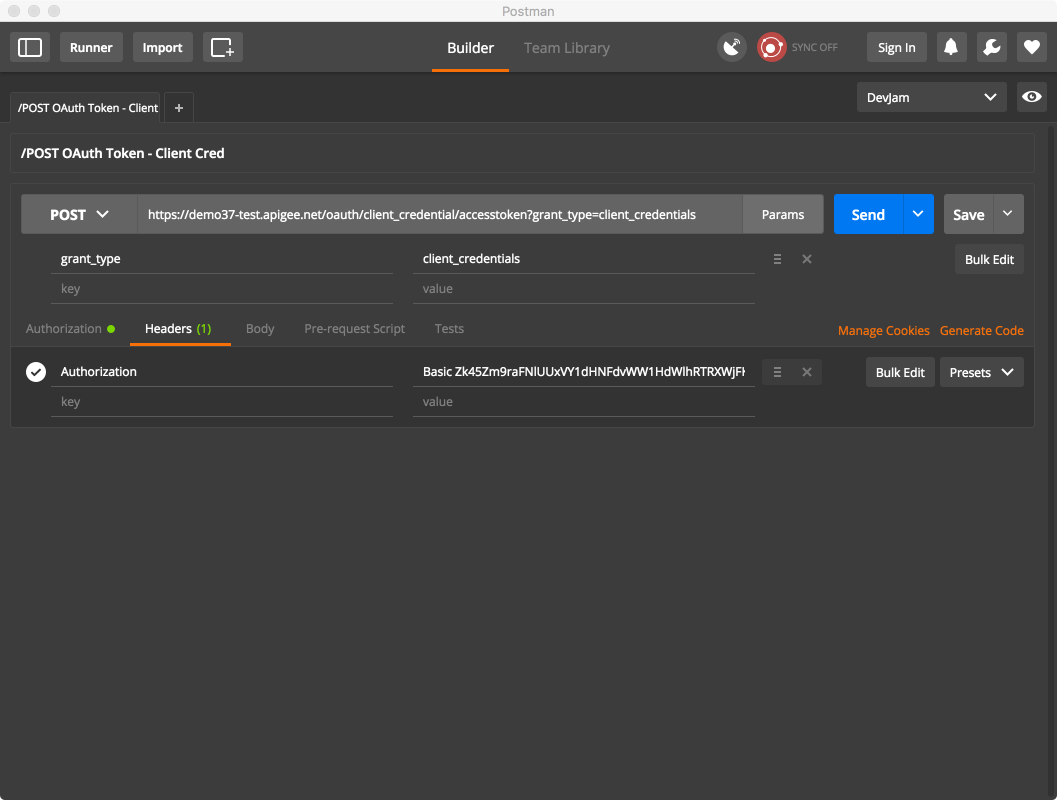 Postman
Runner Import Builder Team Library SYNC OFF Sign In
/POST OAuth Token - Client + DevJam
/POST OAuth Token - Client Cred
POST https://demo37-test.apigee.net/oauth/client_credential/accesstoken?grant_type=client_credentials Params Send Save
grant_type client_credentials Bulk Edit
key value
Authorization Headers (1) Body Pre-request Script Tests Manage Cookies Generate Code
Authorization Basic Bulk Edit Presets
key value